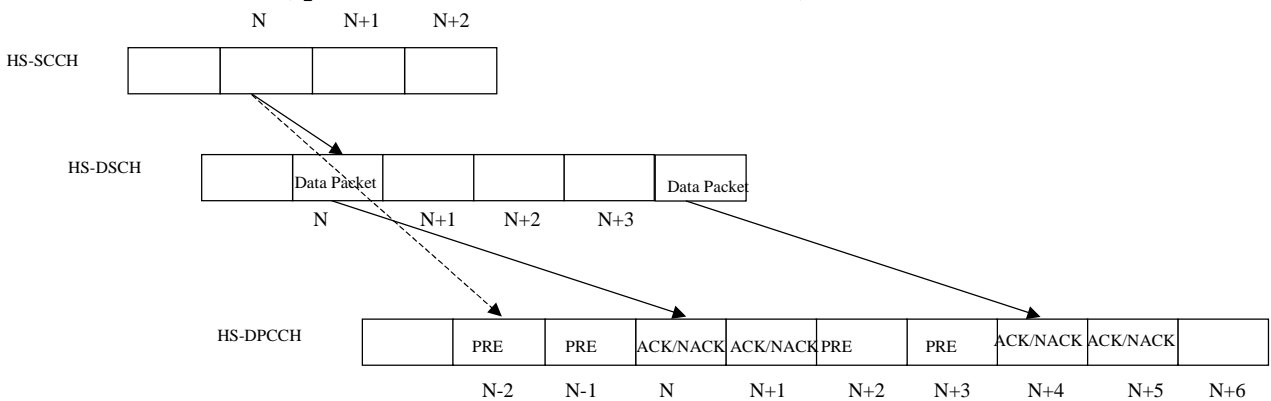 N N+1 N+2
HS-SCCH
HS-DSCH
Data Packet Data Packet
N N+1 N+2 N+3
HS-DPCCH
PRE PRE ACK/NACK ACK/NACK PRE PRE ACK/NACK ACK/NACK
N-2 N-1 N N+1 N+2 N+3 N+4 N+5 N+6